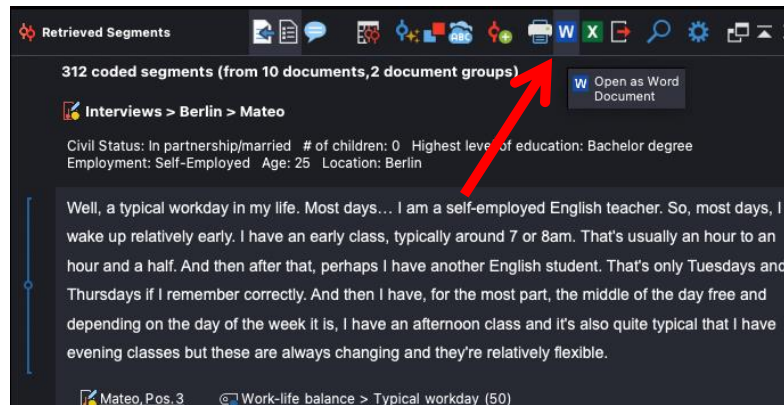 Retrieved Segments
ABC
W
X
312 coded segments (from 10 documents,2 document groups)
W Open as Word
Document
Interviews > Berlin > Mateo
Civil Status: In partnership/married # of children: 0 Highest level of education: Bachelor degree
Employment: Self-Employed Age: 25 Location: Berlin
Well, a typical workday in my life. Most days… I am a self-employed English teacher. So, most days, I
wake up relatively early. I have an early class, typically around 7 or 8am. That's usually an hour to an
hour and a half. And then after that, perhaps I have another English student. That's only Tuesdays and
Thursdays if I remember correctly. And then I have, for the most part, the middle of the day free and
depending on the day of the week it is, I have an afternoon class and it's also quite typical that I have
evening classes but these are always changing and they're relatively flexible.
Mateo, Pos. 3 Work-life balance > Typical workday (50)